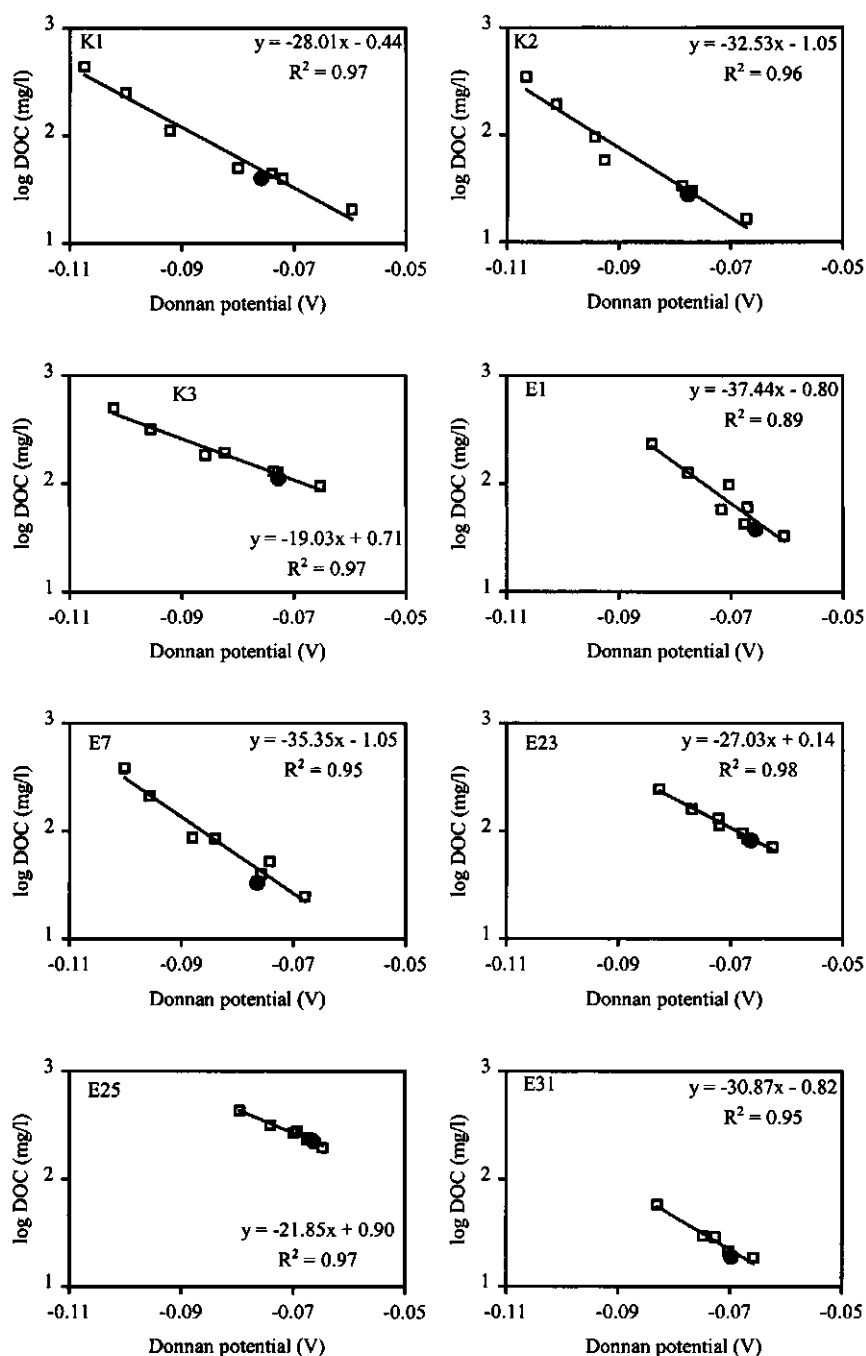 K1
y = -28.01x - 0.44
R² = 0.97
log DOC (mg/l)
3
2
1
-0.11 -0.09 -0.07 -0.05
Donnan potential (V)
K2
y = -32.53x - 1.05
R² = 0.96
log DOC (mg/l)
3
2
1
-0.11 -0.09 -0.07 -0.05
Donnan potential (V)
K3
y = -19.03x + 0.71
R² = 0.97
log DOC (mg/l)
3
2
1
-0.11 -0.09 -0.07 -0.05
Donnan potential (V)
E1
y = -37.44x - 0.80
R² = 0.89
log DOC (mg/l)
3
2
1
-0.11 -0.09 -0.07 -0.05
Donnan potential (V)
E7
y = -35.35x - 1.05
R² = 0.95
log DOC (mg/l)
3
2
1
-0.11 -0.09 -0.07 -0.05
Donnan potential (V)
E23
y = -27.03x + 0.14
R² = 0.98
log DOC (mg/l)
3
2
1
-0.11 -0.09 -0.07 -0.05
Donnan potential (V)
E25
y = -21.85x + 0.90
R² = 0.97
log DOC (mg/l)
3
2
1
-0.11 -0.09 -0.07 -0.05
Donnan potential (V)
E31
y = -30.87x - 0.82
R² = 0.95
log DOC (mg/l)
3
2
1
-0.11 -0.09 -0.07 -0.05
Donnan potential (V)